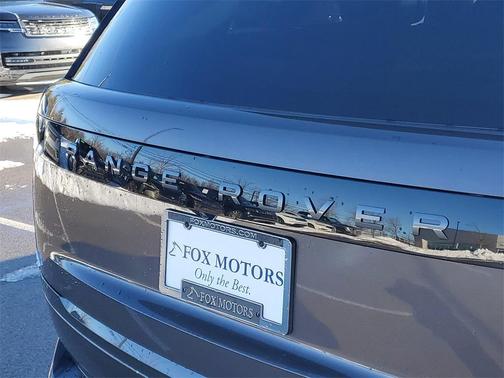 RANGE ROVER
FOXMOTORS.COM
FOX MOTORS
Only the Best.
FOX MOTORS